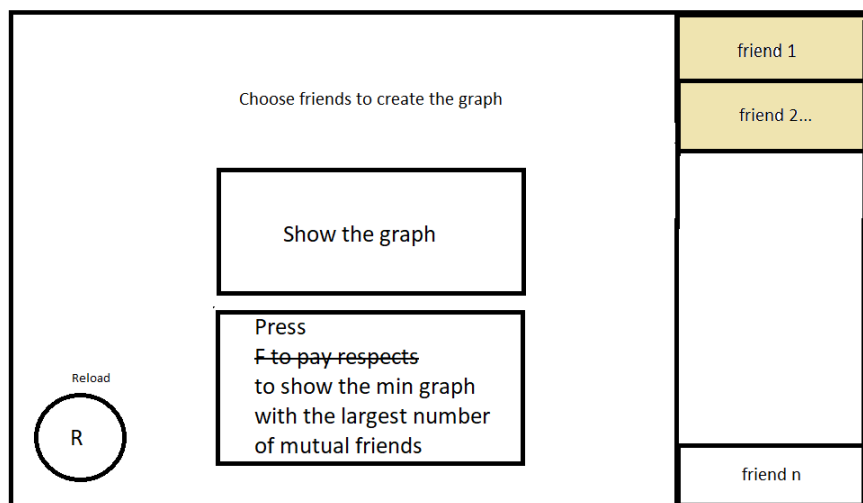 Choose friends to create the graph
Show the graph
Press
F to pay respects
to show the min graph
with the largest number
of mutual friends
Reload
R
friend 1
friend 2...
friend n